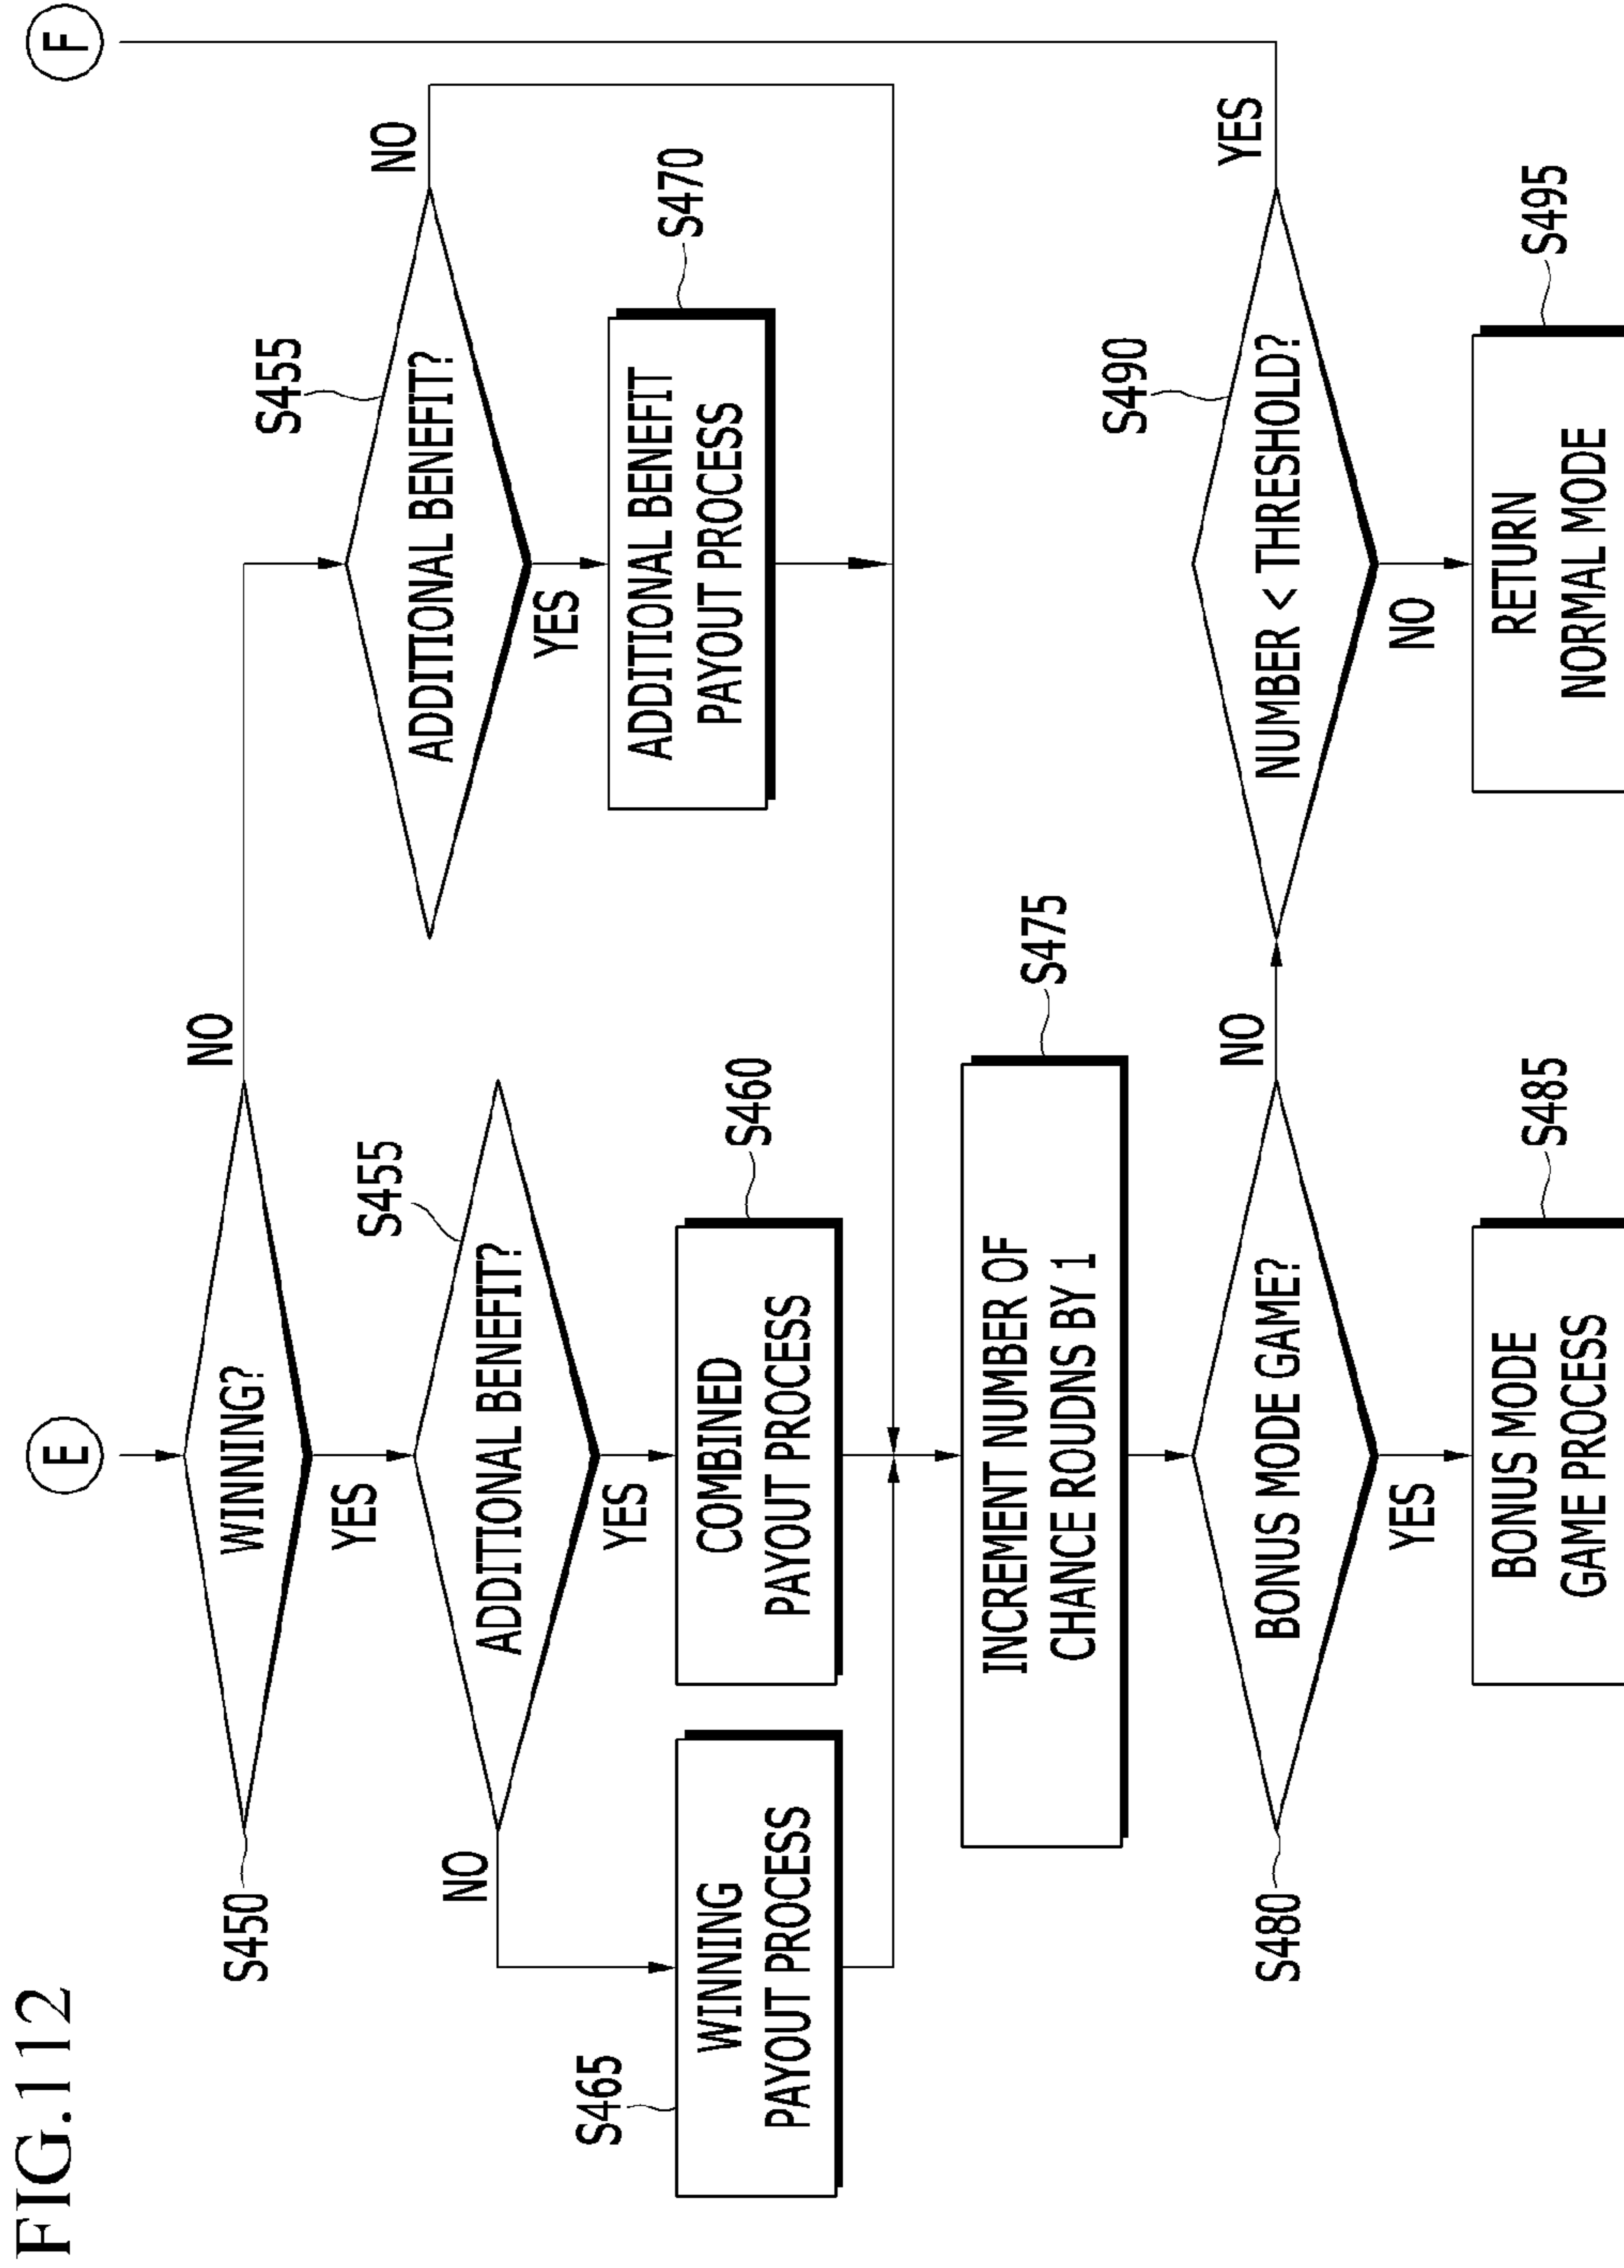 FIG.112
E
F
WINNING?
S450
NO
YES
ADDITIONAL BENEFIT?
S455
NO
YES
ADDITIONAL BENEFIT?
S455
NO
YES
WINNING
PAYOUT PROCESS
S465
COMBINED
PAYOUT PROCESS
S460
ADDITIONAL BENEFIT
PAYOUT PROCESS
S470
INCREMENT NUMBER OF
CHANCE ROUDNS BY 1
S475
BONUS MODE GAME?
S480
NO
YES
NUMBER < THRESHOLD?
S490
YES
NO
BONUS MODE
GAME PROCESS
S485
RETURN
NORMAL MODE
S495